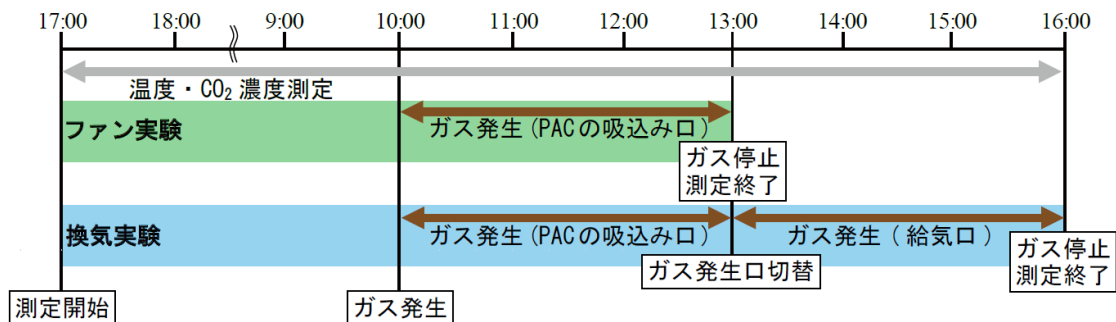 17:00 18:00 9:00 10:00 11:00 12:00 13:00 14:00 15:00 16:00
温度・CO₂濃度測定
ファン実験
ガス発生(PACの吸込み口)
ガス停止
測定終了
換気実験
ガス発生(PACの吸込み口)
ガス発生(給気口)
ガス停止
測定終了
ガス発生口切替
測定開始
ガス発生